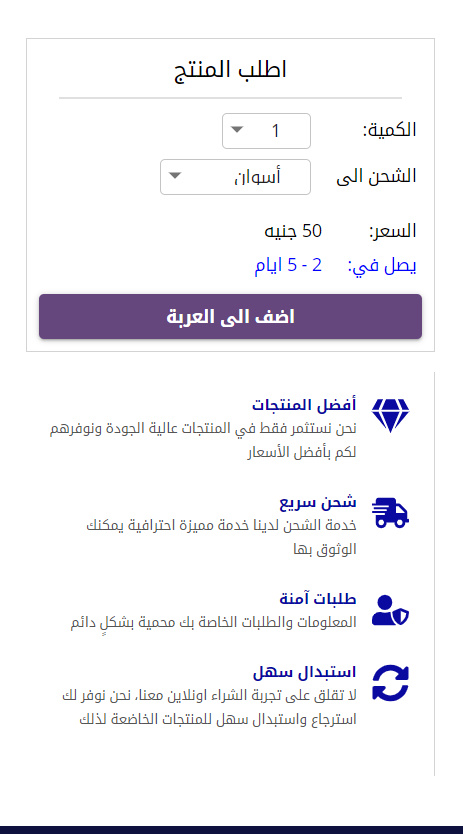 اطلب المنتج
الكمية: 1
الشحن الى أسوان
السعر: 50 جنيه
يصل في: 2 - 5 ايام
اضف الى العربة
أفضل المنتجات
نحن نستثمر فقط في المنتجات عالية الجودة ونوفرهم
لكم بأفضل الأسعار
شحن سريع
خدمة الشحن لدينا خدمة مميزة احترافية يمكنك
الوثوق بها
طلبات آمنة
المعلومات والطلبات الخاصة بك محمية بشكلٍ دائم
استبدال سهل
لا تقلق على تجربة الشراء اونلاين معنا، نحن نوفر لك
استرجاع واستبدال سهل للمنتجات الخاضعة لذلك